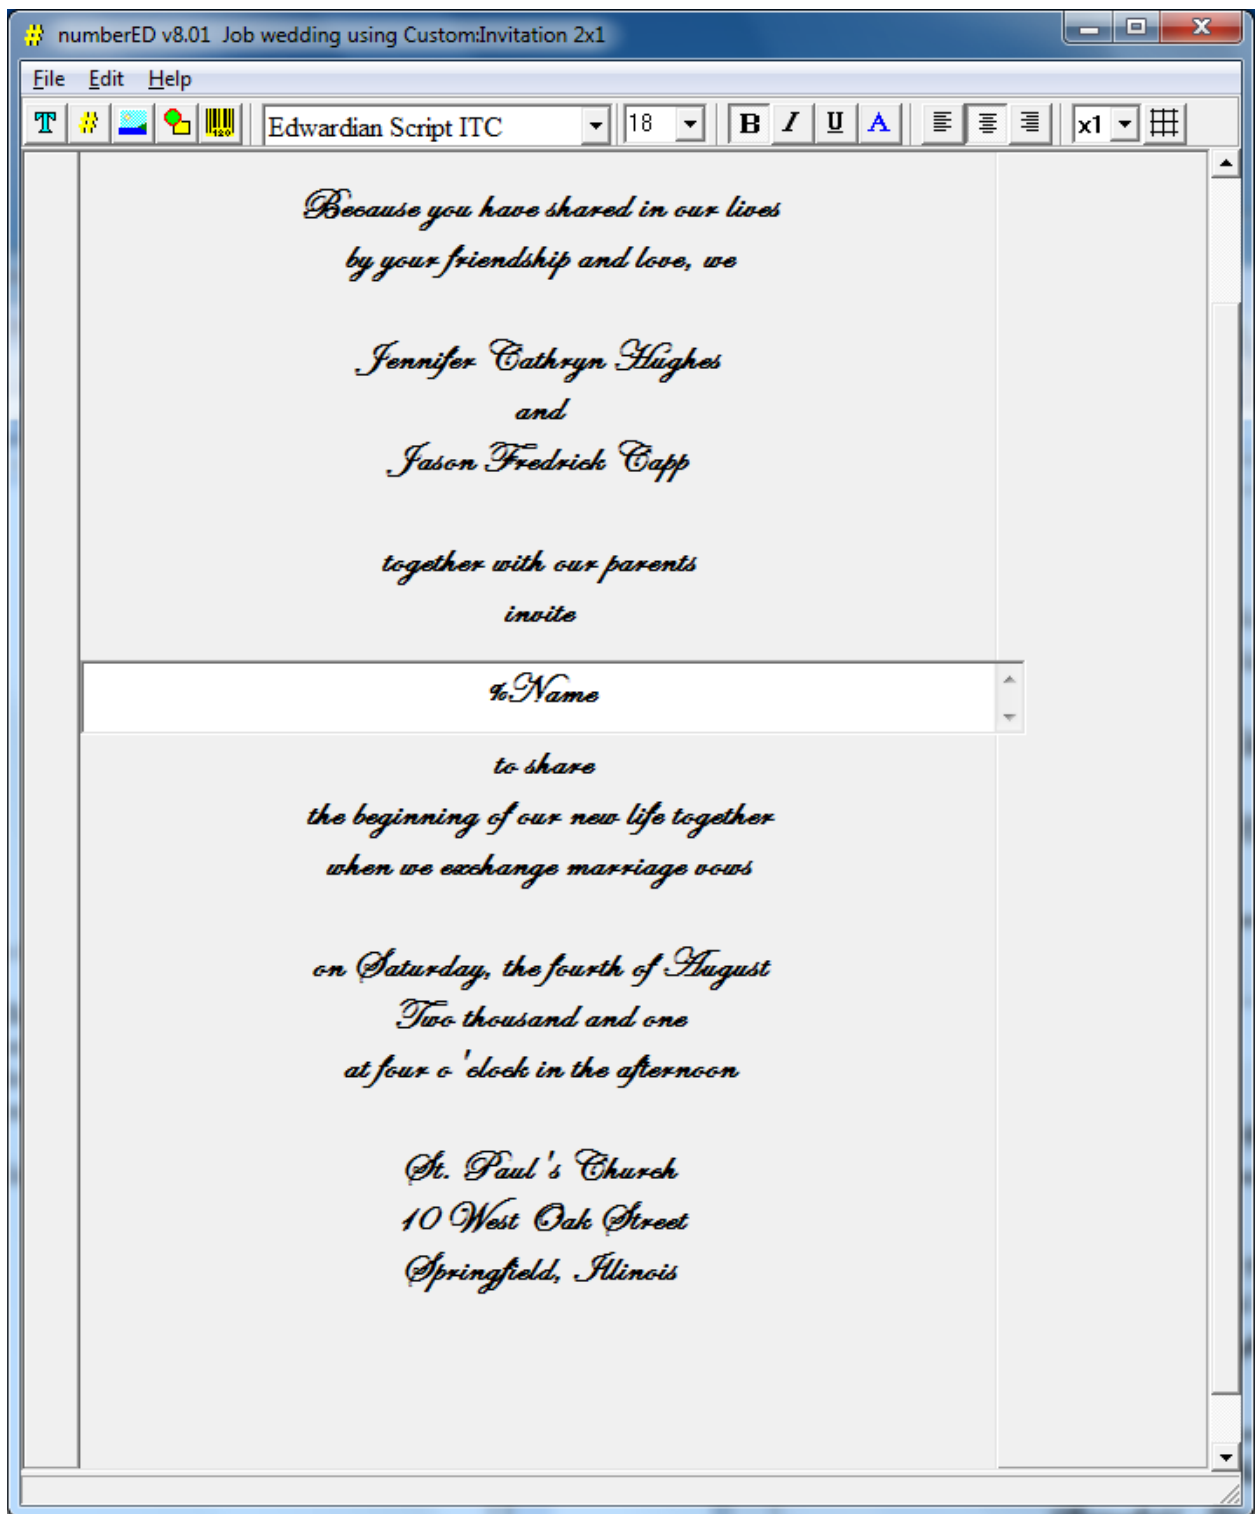 numberED v8.01 Job wedding using Custom:Invitation 2x1
File Edit Help
T # 120 Edwardian Script ITC 18 B I U A x1
Because you have shared in our lives
by your friendship and love, we
Jennifer Cathryn Hughes
and
Jason Fredrick Capp
together with our parents
invite
%Name
to share
the beginning of our new life together
when we exchange marriage vows
on Saturday, the fourth of August
Two thousand and one
at four o 'clock in the afternoon
St. Paul 's Church
10 West Oak Street
Springfield, Illinois